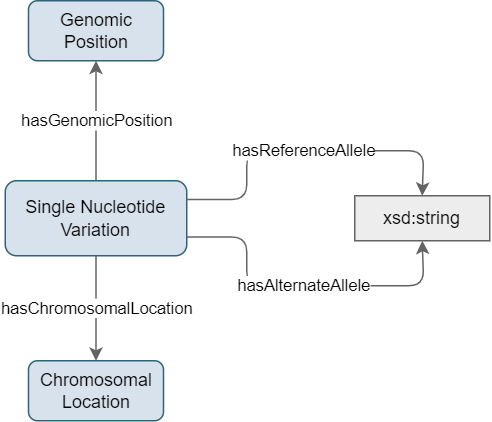 Genomic
Position
hasGenomicPosition
hasReferenceAllele
Single Nucleotide
Variation
xsd:string
hasAlternateAllele
hasChromosomalLocation
Chromosomal
Location